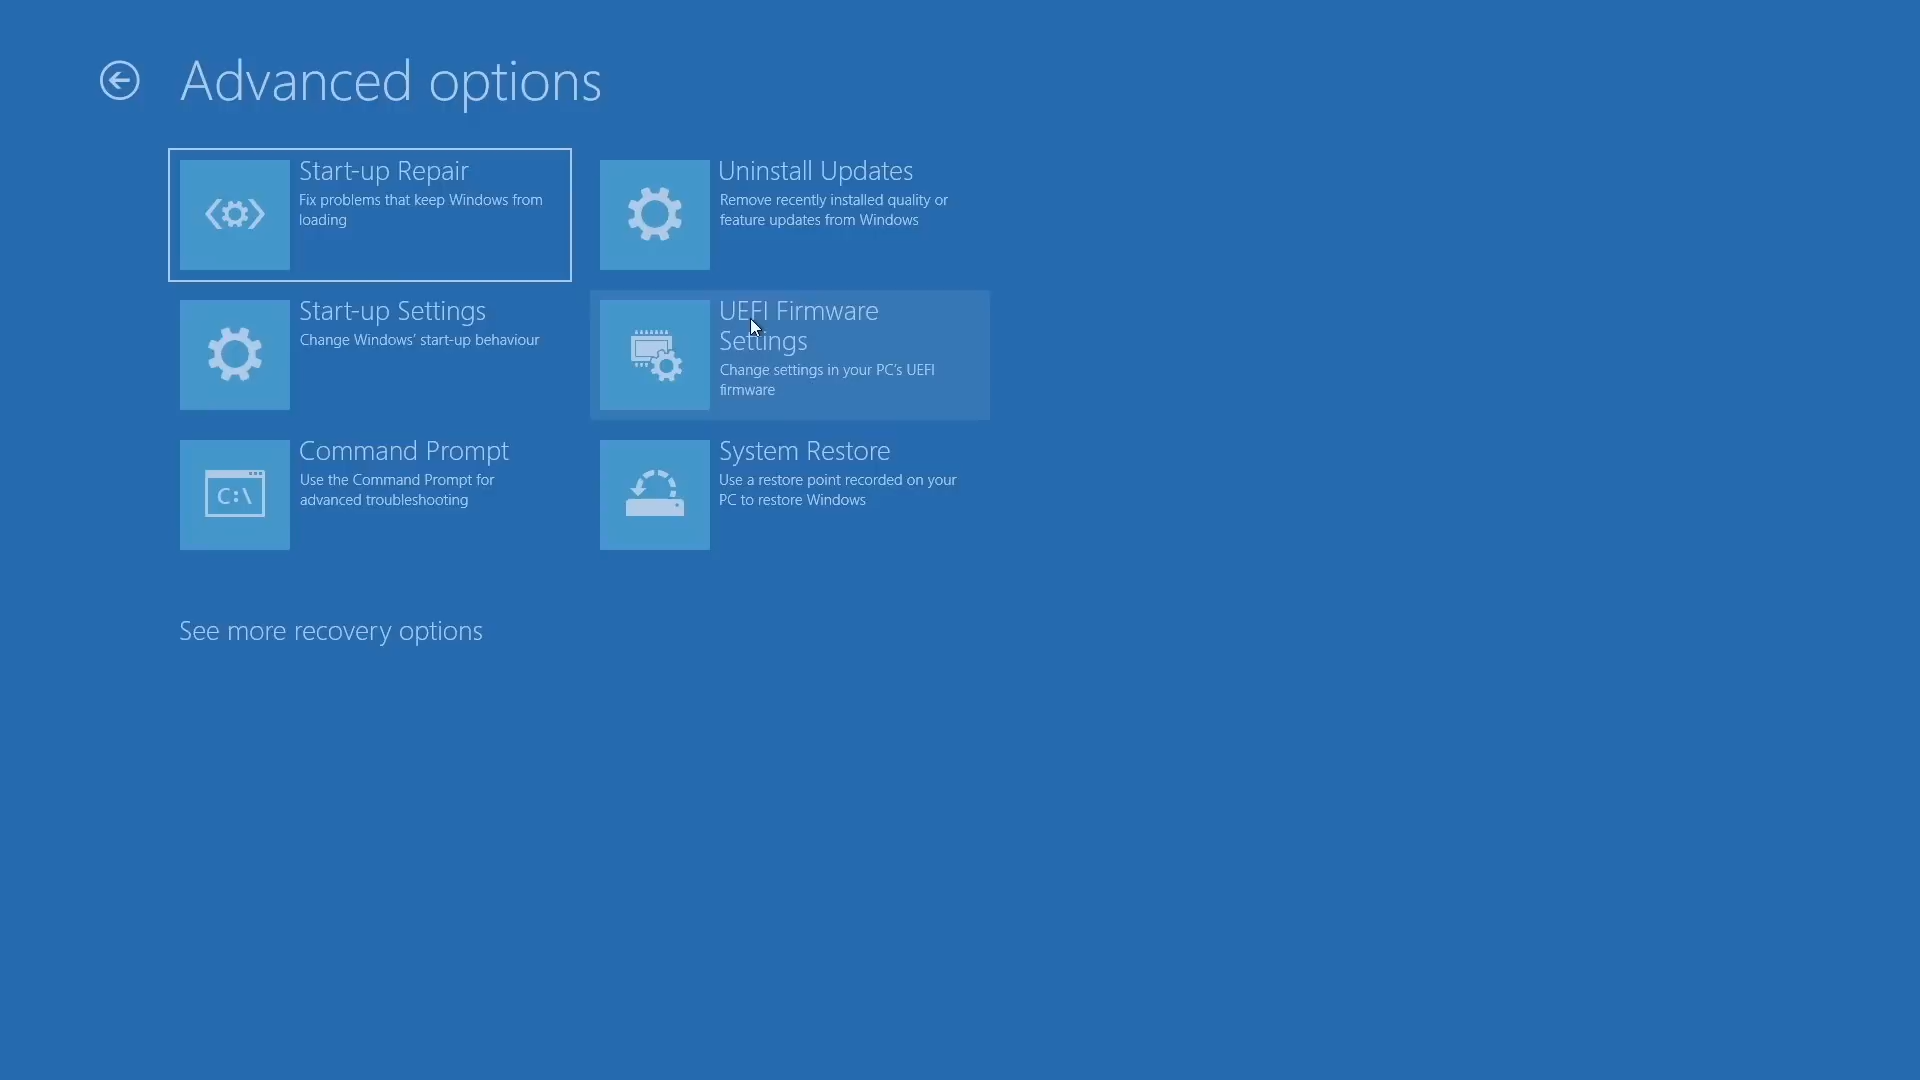 Advanced options
Start-up Repair
Fix problems that keep Windows from
loading
Uninstall Updates
Remove recently installed quality or
feature updates from Windows
Start-up Settings
Change Windows’ start-up behaviour
UEFI Firmware
Settings
Change settings in your PC’s UEFI
firmware
C:\
Command Prompt
Use the Command Prompt for
advanced troubleshooting
System Restore
Use a restore point recorded on your
PC to restore Windows
See more recovery options